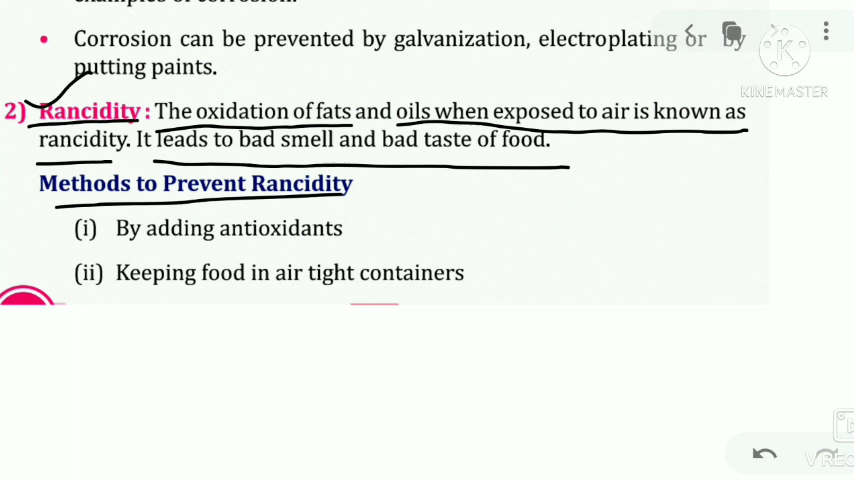 • Corrosion can be prevented by galvanization, electroplating or by
putting paints.
2) Rancidity : The oxidation of fats and oils when exposed to air is known as
rancidity. It leads to bad smell and bad taste of food.
Methods to Prevent Rancidity
(i) By adding antioxidants
(ii) Keeping food in air tight containers
KINEMASTER